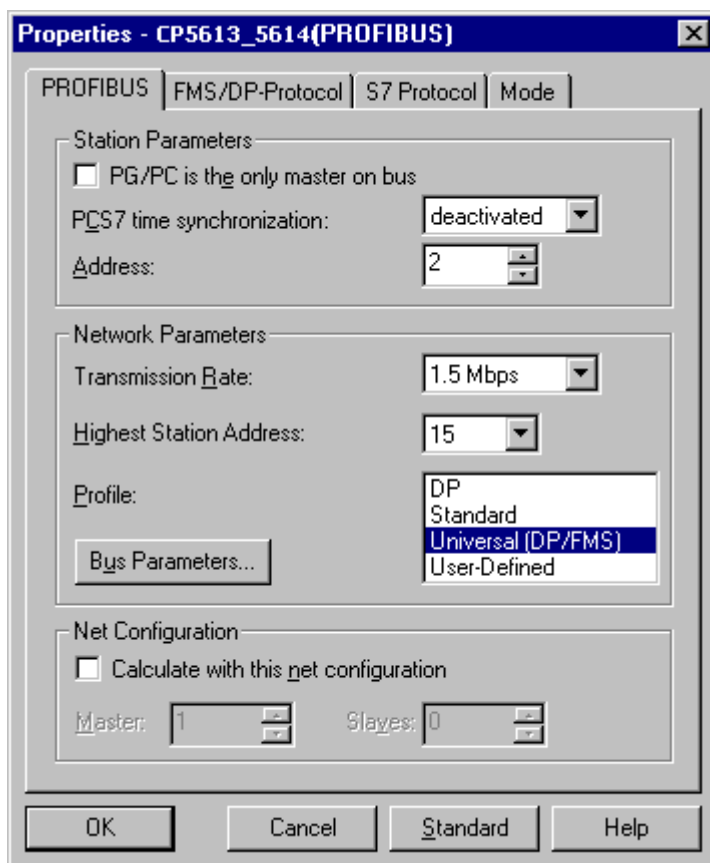 Properties - CP5613_5614(PROFIBUS)
PROFIBUS FMS/DP-Protocol S7 Protocol Mode
Station Parameters
PG/PC is the only master on bus
PCS7 time synchronization: deactivated
Address: 2
Network Parameters
Transmission Rate: 1.5 Mbps
Highest Station Address: 15
Profile: DP
Standard
Universal (DP/FMS)
Bus Parameters... User-Defined
Net Configuration
Calculate with this net configuration
Master: 1 Slaves: 0
OK Cancel Standard Help